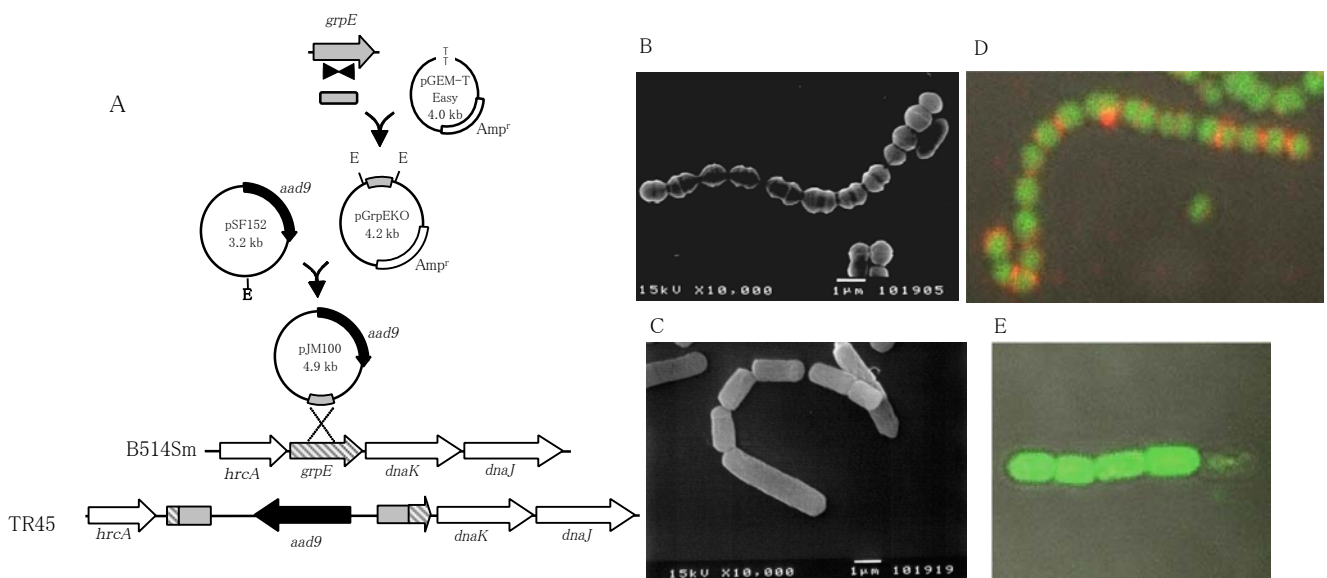 A
grpE
T
T
pGEM-T
Easy
4.0 kb
Ampʳ
E E
aad9
pSF152
3.2 kb
E
pGrpEKO
4.2 kb
Ampʳ
aad9
pJM100
4.9 kb
B514Sm
hrcA grpE dnaK dnaJ
TR45
hrcA aad9 dnaK dnaJ
B
15kV X10,000 1μm 101905
C
15kV X10,000 1μm 101919
D
E